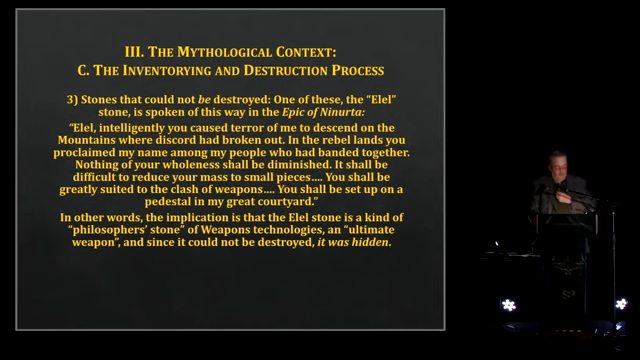 III. THE MYTHOLOGICAL CONTEXT:
C. THE INVENTORYING AND DESTRUCTION PROCESS
3) Stones that could not be destroyed: One of these, the “Elel”
stone, is spoken of this way in the Epic of Ninurta:
“Elel, intelligently you caused terror of me to descend on the
Mountains where discord had broken out. In the rebel lands you
proclaimed my name among my people who had banded together.
Nothing of your wholeness shall be diminished. It shall be
difficult to reduce your mass to small pieces…. You shall be
greatly suited to the clash of weapons…. You shall be set up on a
pedestal in my great courtyard.”
In other words, the implication is that the Elel stone is a kind of
“philosophers’ stone” of Weapons technologies, an “ultimate
weapon”, and since it could not be destroyed, it was hidden.